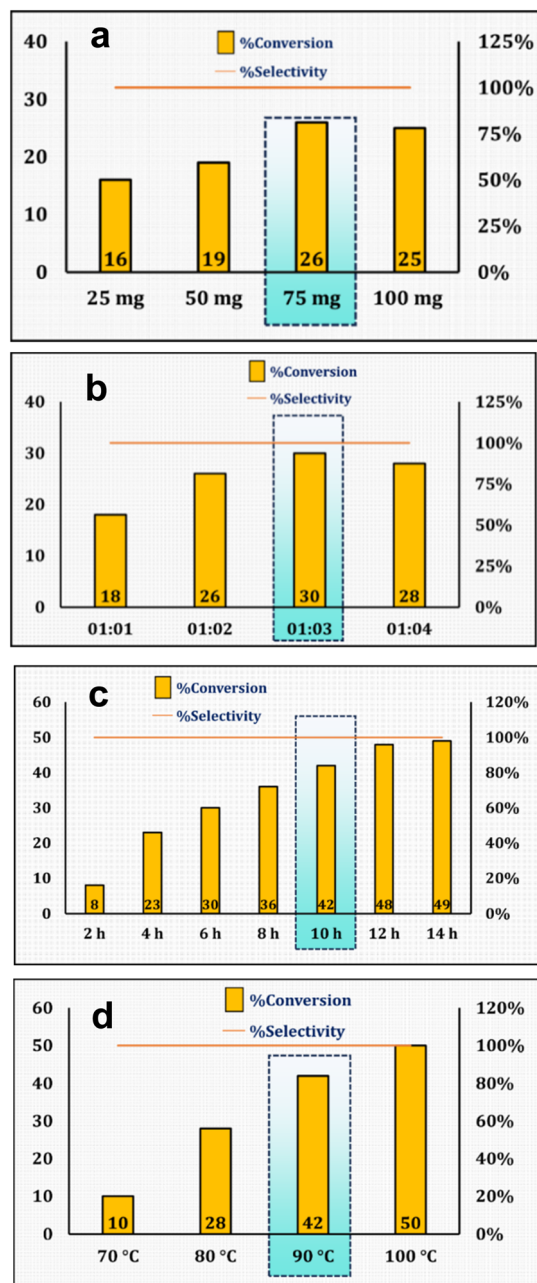 a
%Conversion
%Selectivity
40
30
20
10
0
125%
100%
75%
50%
25%
0%
16
19
26
25
25 mg
50 mg
75 mg
100 mg
b
%Conversion
%Selectivity
40
30
20
10
0
125%
100%
75%
50%
25%
0%
18
26
30
28
01:01
01:02
01:03
01:04
c
%Conversion
%Selectivity
60
50
40
30
20
10
0
120%
100%
80%
60%
40%
20%
0%
8
23
30
36
42
48
49
2 h
4 h
6 h
8 h
10 h
12 h
14 h
d
%Conversion
%Selectivity
60
50
40
30
20
10
0
120%
100%
80%
60%
40%
20%
0%
10
28
42
50
70 °C
80 °C
90 °C
100 °C